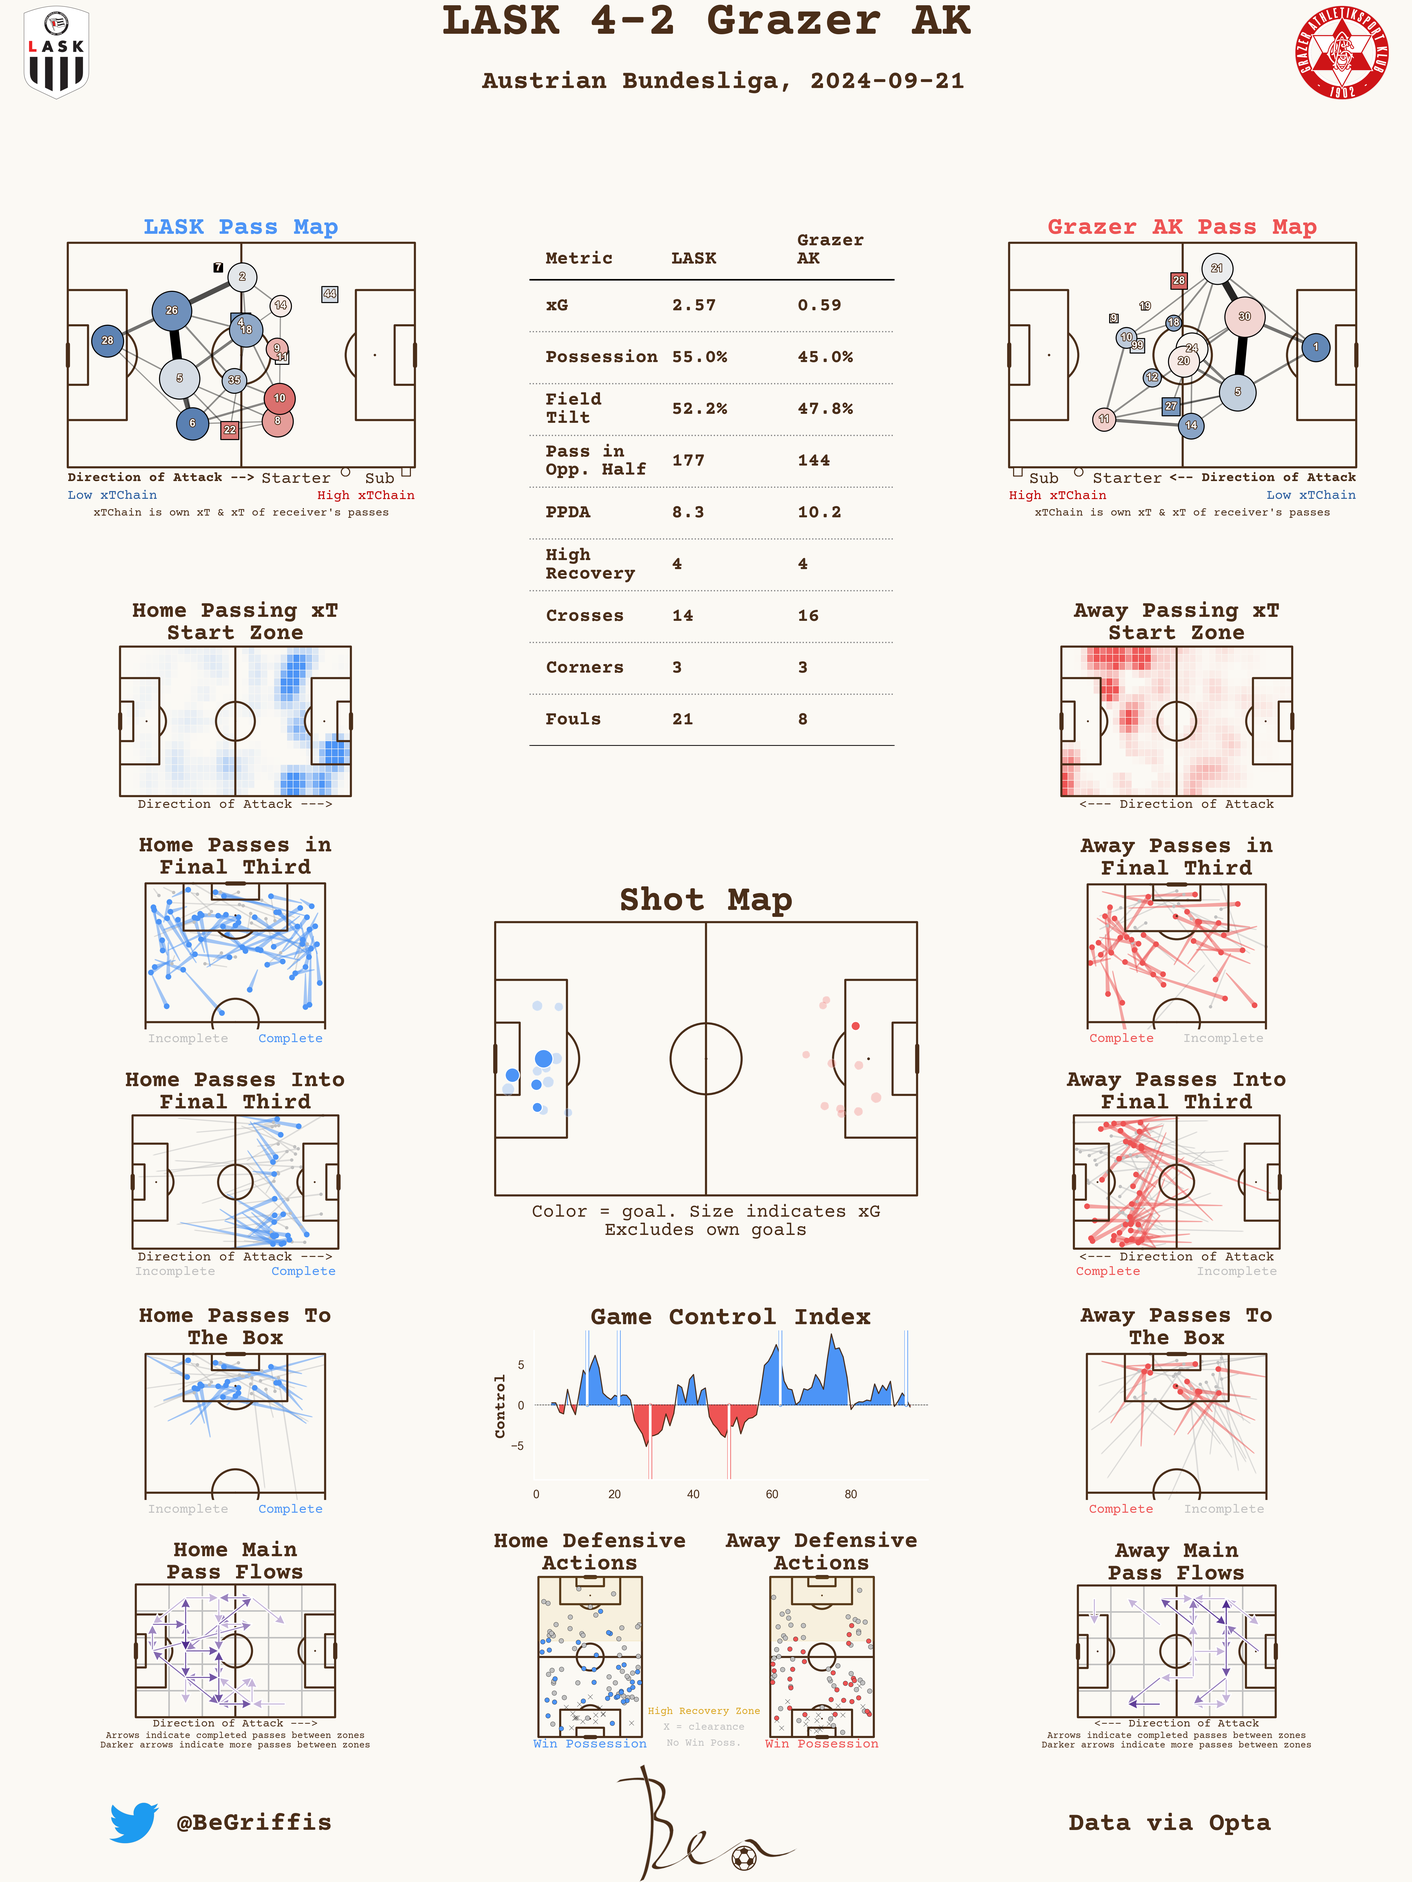 LASK 4-2 Grazer AK
Austrian Bundesliga, 2024-09-21
LASK
GRAZER ATHLETIKSPORT KLUB
1902
LASK Pass Map
7
2
44
14
26
4
18
28
9
11
5
35
10
6
22
8
Direction of Attack --> Starter Sub
Low xTChain High xTChain
xTChain is own xT & xT of receiver's passes
Metric LASK Grazer AK
xG 2.57 0.59
Possession 55.0% 45.0%
Field Tilt 52.2% 47.8%
Pass in Opp. Half 177 144
PPDA 8.3 10.2
High Recovery 4 4
Crosses 14 16
Corners 3 3
Fouls 21 8
Grazer AK Pass Map
21
28
19
9
18
30
10
99
24
20
1
12
5
27
11
14
Sub Starter <-- Direction of Attack
High xTChain Low xTChain
xTChain is own xT & xT of receiver's passes
Home Passing xT
Start Zone
Direction of Attack --->
Away Passing xT
Start Zone
<--- Direction of Attack
Home Passes in
Final Third
Incomplete Complete
Away Passes in
Final Third
Complete Incomplete
Shot Map
Color = goal. Size indicates xG
Excludes own goals
Home Passes Into
Final Third
Direction of Attack --->
Incomplete Complete
Away Passes Into
Final Third
<--- Direction of Attack
Complete Incomplete
Home Passes To
The Box
Incomplete Complete
Game Control Index
Control
5
0
−5
0 20 40 60 80
Away Passes To
The Box
Complete Incomplete
Home Main
Pass Flows
Direction of Attack --->
Arrows indicate completed passes between zones
Darker arrows indicate more passes between zones
Home Defensive
Actions
Win Possession
Away Defensive
Actions
Win Possession
High Recovery Zone
X = clearance
No Win Poss.
Away Main
Pass Flows
<--- Direction of Attack
Arrows indicate completed passes between zones
Darker arrows indicate more passes between zones
@BeGriffis
Ben
Data via Opta